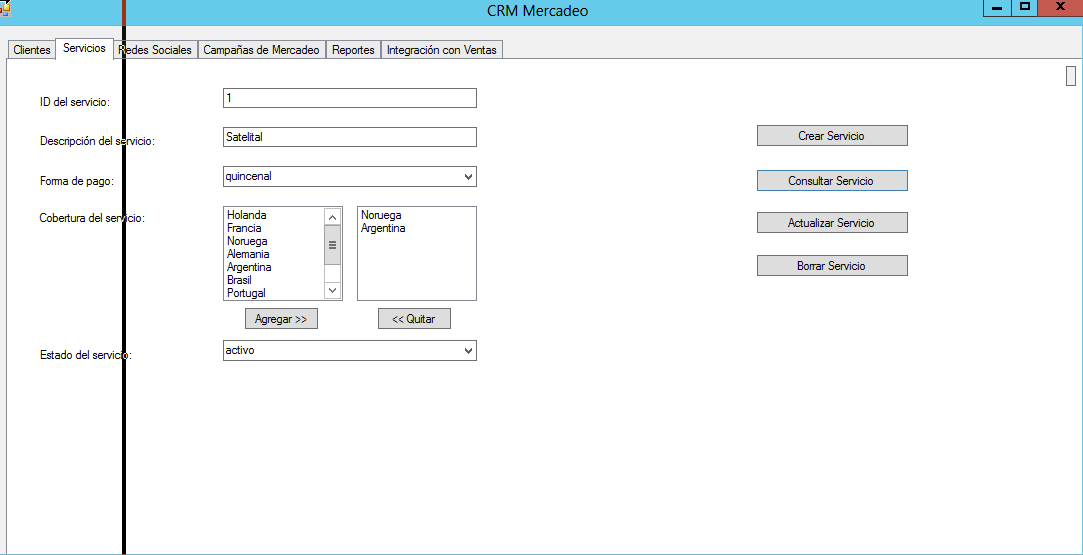 CRM Mercadeo
Clientes Servicios Redes Sociales Campañas de Mercadeo Reportes Integración con Ventas
ID del servicio: 1
Descripción del servicio: Satelital Crear Servicio
Forma de pago: quincenal Consultar Servicio
Cobertura del servicio: Holanda Noruega
Francia Argentina Actualizar Servicio
Noruega
Alemania
Argentina Borrar Servicio
Brasil
Portugal
Agregar >> << Quitar
Estado del servicio: activo